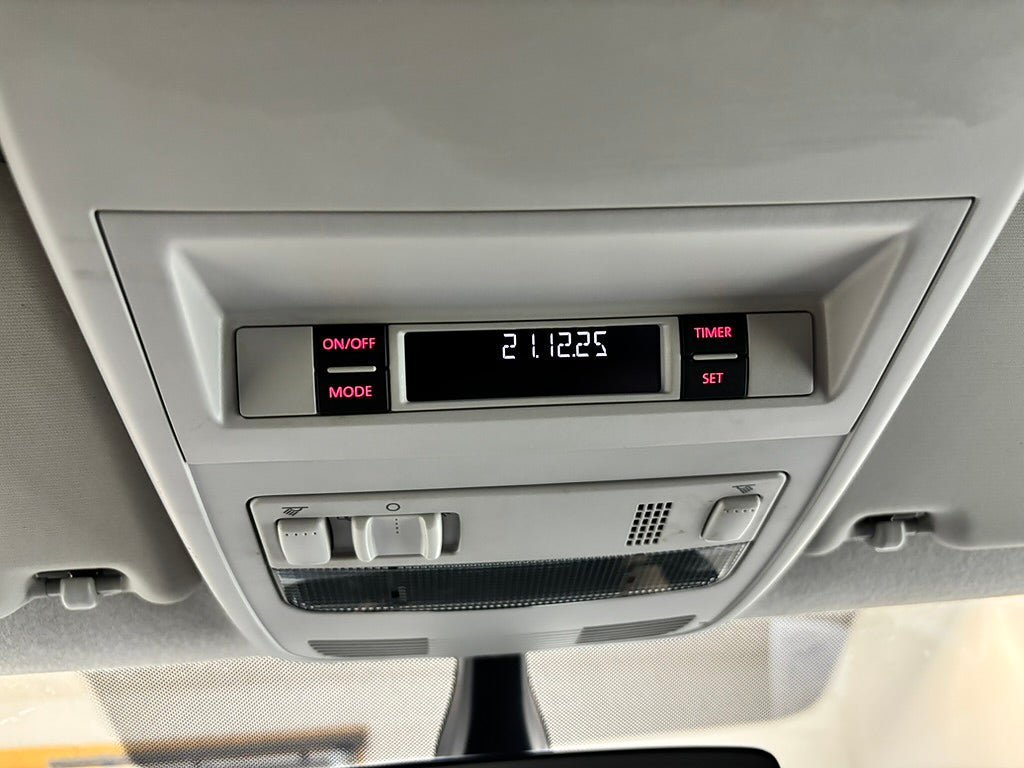 ON/OFF
MODE
21.12.25
TIMER
SET
O